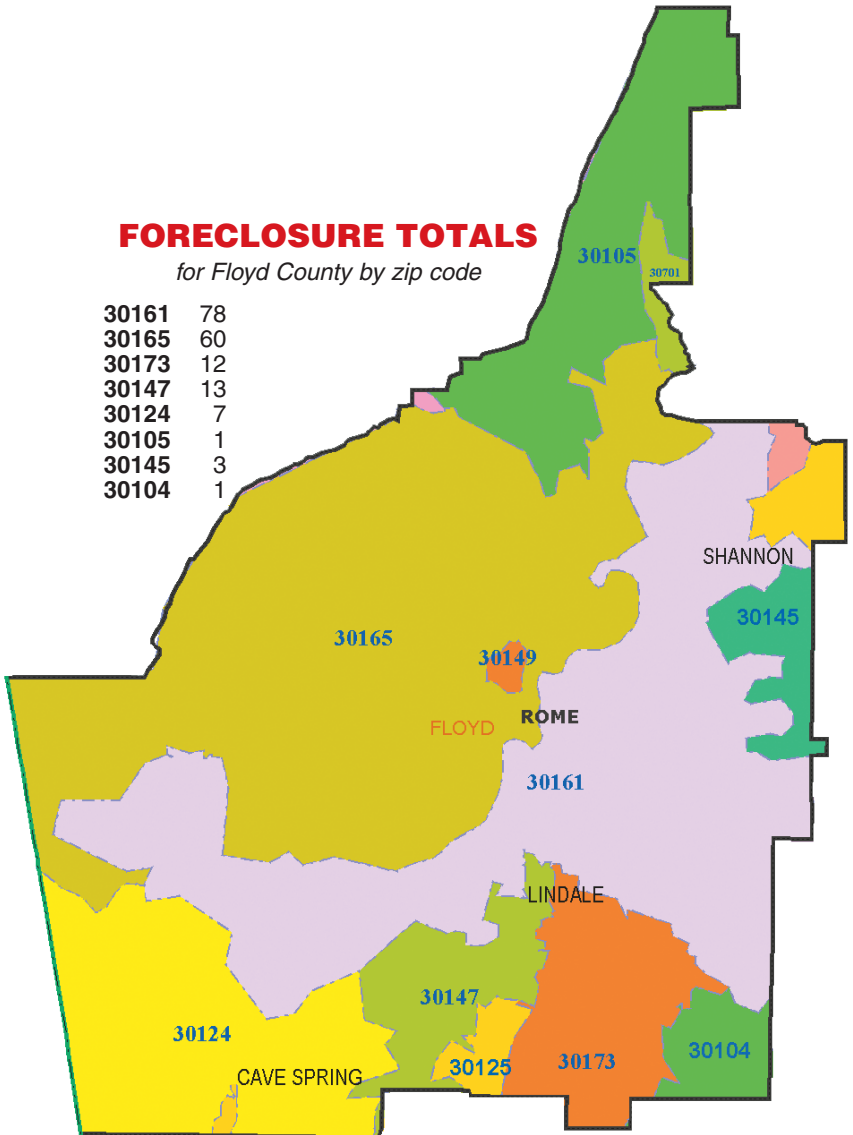 FORECLOSURE TOTALS
for Floyd County by zip code
30161 78
30165 60
30173 12
30147 13
30124 7
30105 1
30145 3
30104 1
30105
30701
SHANNON
30145
30165
30149
ROME
FLOYD
30161
LINDALE
30147
30124
30104
30125
30173
CAVE SPRING